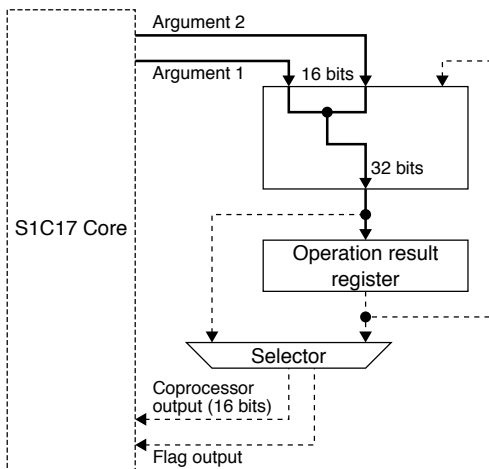 Argument 2
Argument 1
16 bits
32 bits
S1C17 Core
Operation result
register
Selector
Coprocessor
output (16 bits)
Flag output